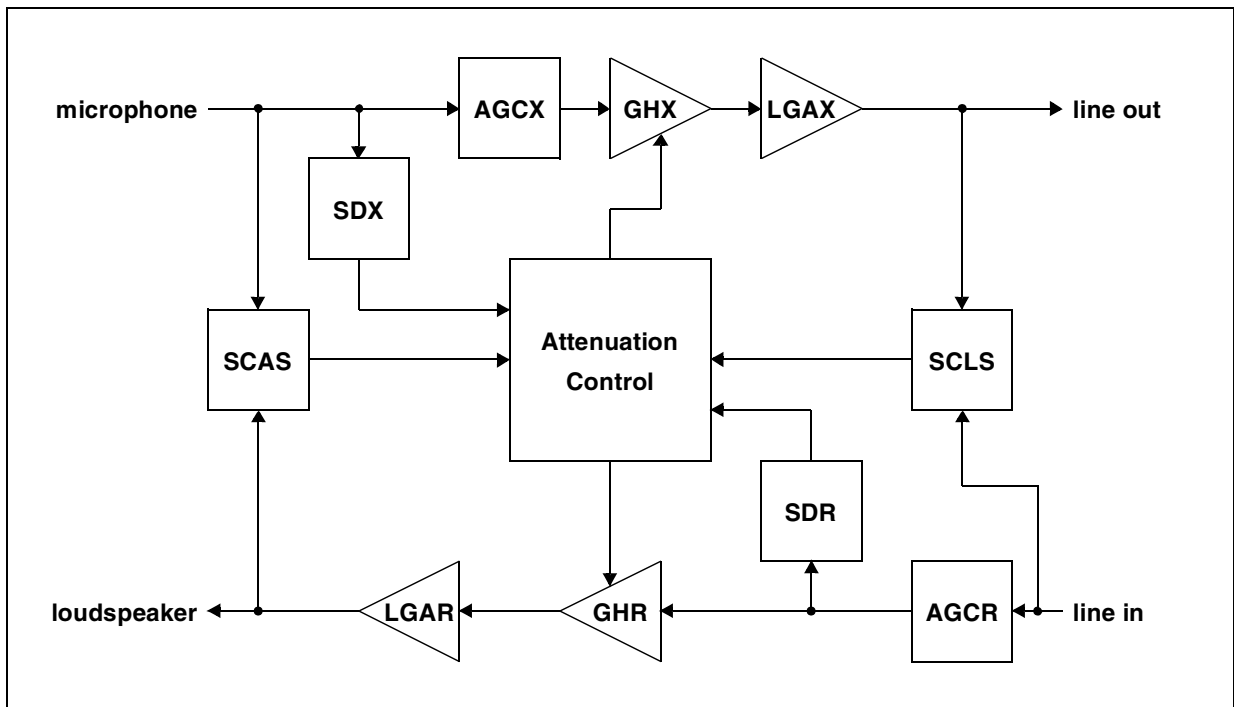 microphone
AGCX
GHX
LGAX
line out
SDX
SCAS
Attenuation
Control
SCLS
SDR
loudspeaker
LGAR
GHR
AGCR
line in